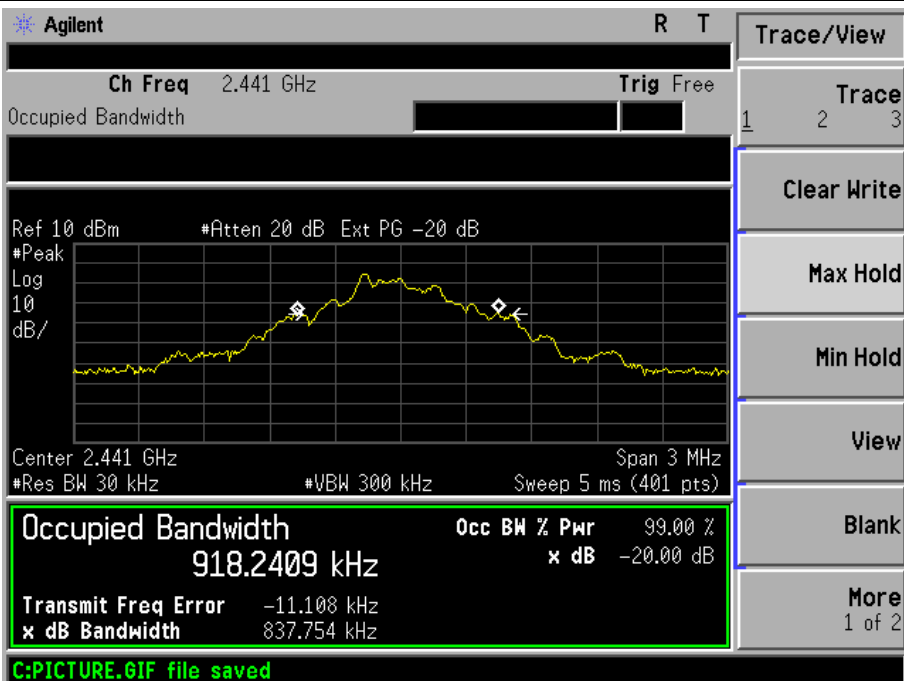 Agilent R T
Ch Freq 2.441 GHz Trig Free
Occupied Bandwidth
Ref 10 dBm #Atten 20 dB Ext PG -20 dB
#Peak
Log
10
dB/
Center 2.441 GHz Span 3 MHz
#Res BW 30 kHz #VBW 300 kHz Sweep 5 ms (401 pts)
Occupied Bandwidth Occ BW % Pwr 99.00 %
918.2409 kHz x dB -20.00 dB
Transmit Freq Error -11.108 kHz
x dB Bandwidth 837.754 kHz
C:PICTURE.GIF file saved
Trace/View
Trace
1 2 3
Clear Write
Max Hold
Min Hold
View
Blank
More
1 of 2